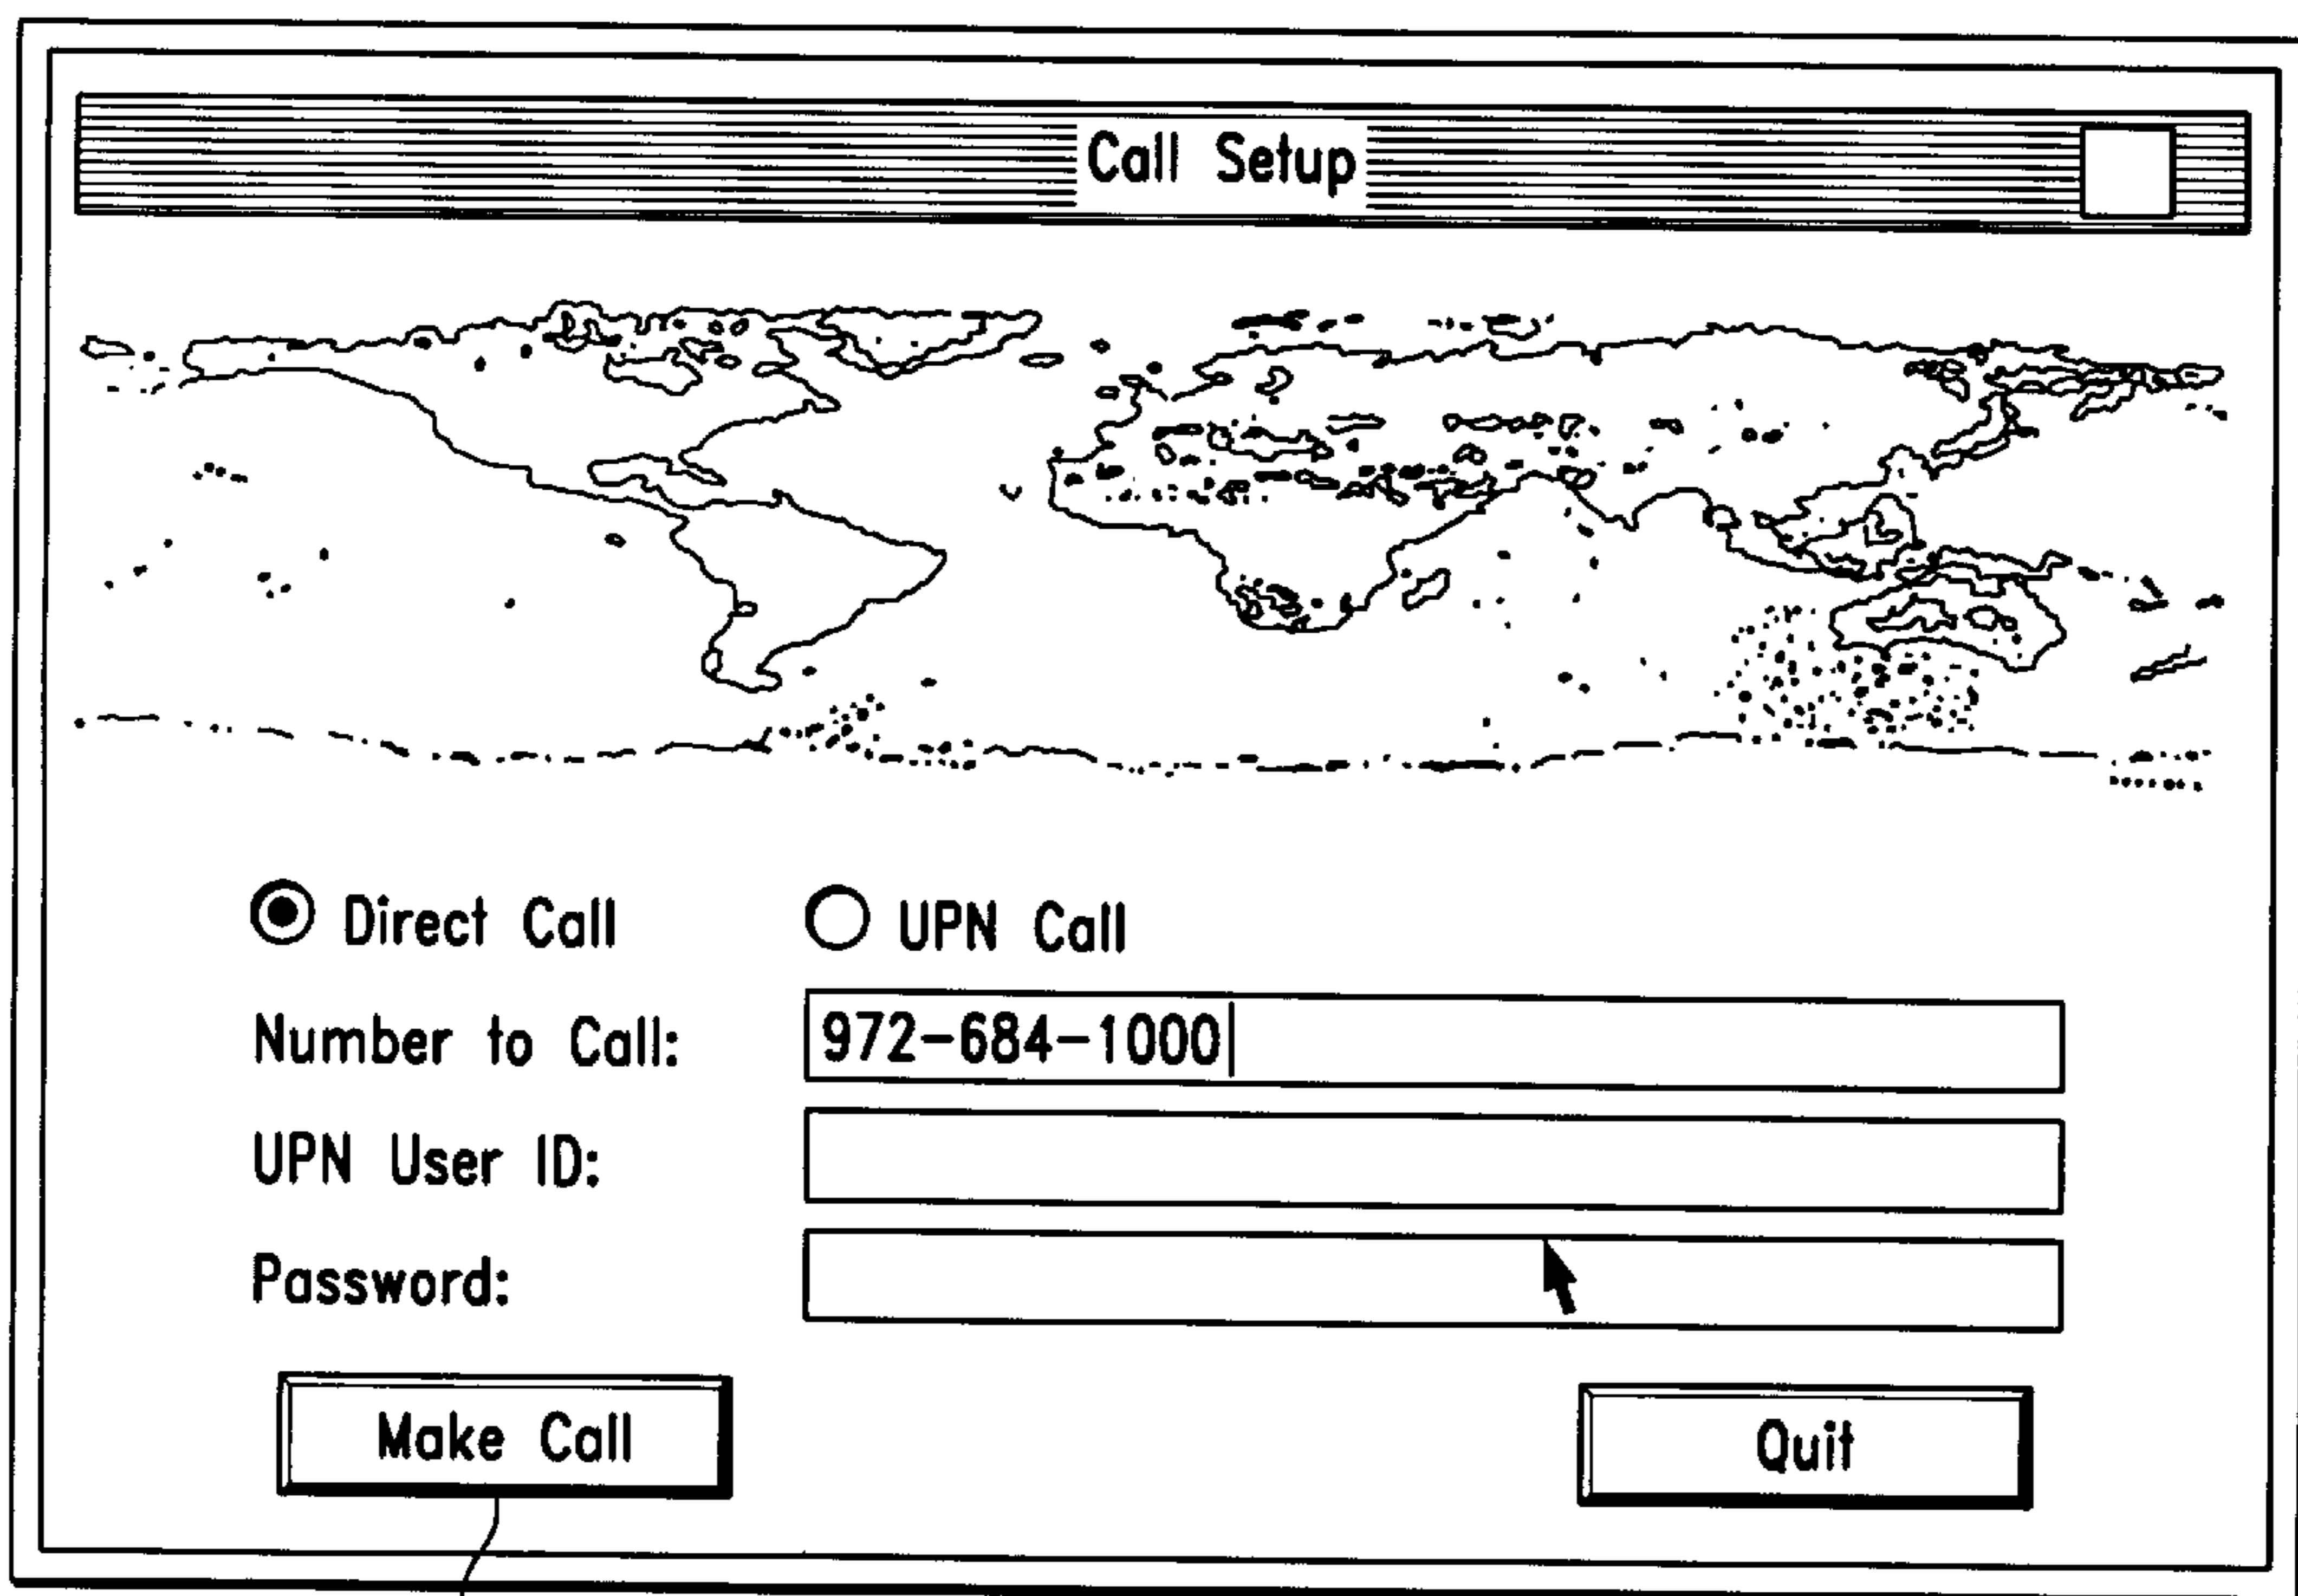 Call Setup
Direct Call UPN Call
Number to Call: 972-684-1000
UPN User ID:
Password:
Make Call Quit